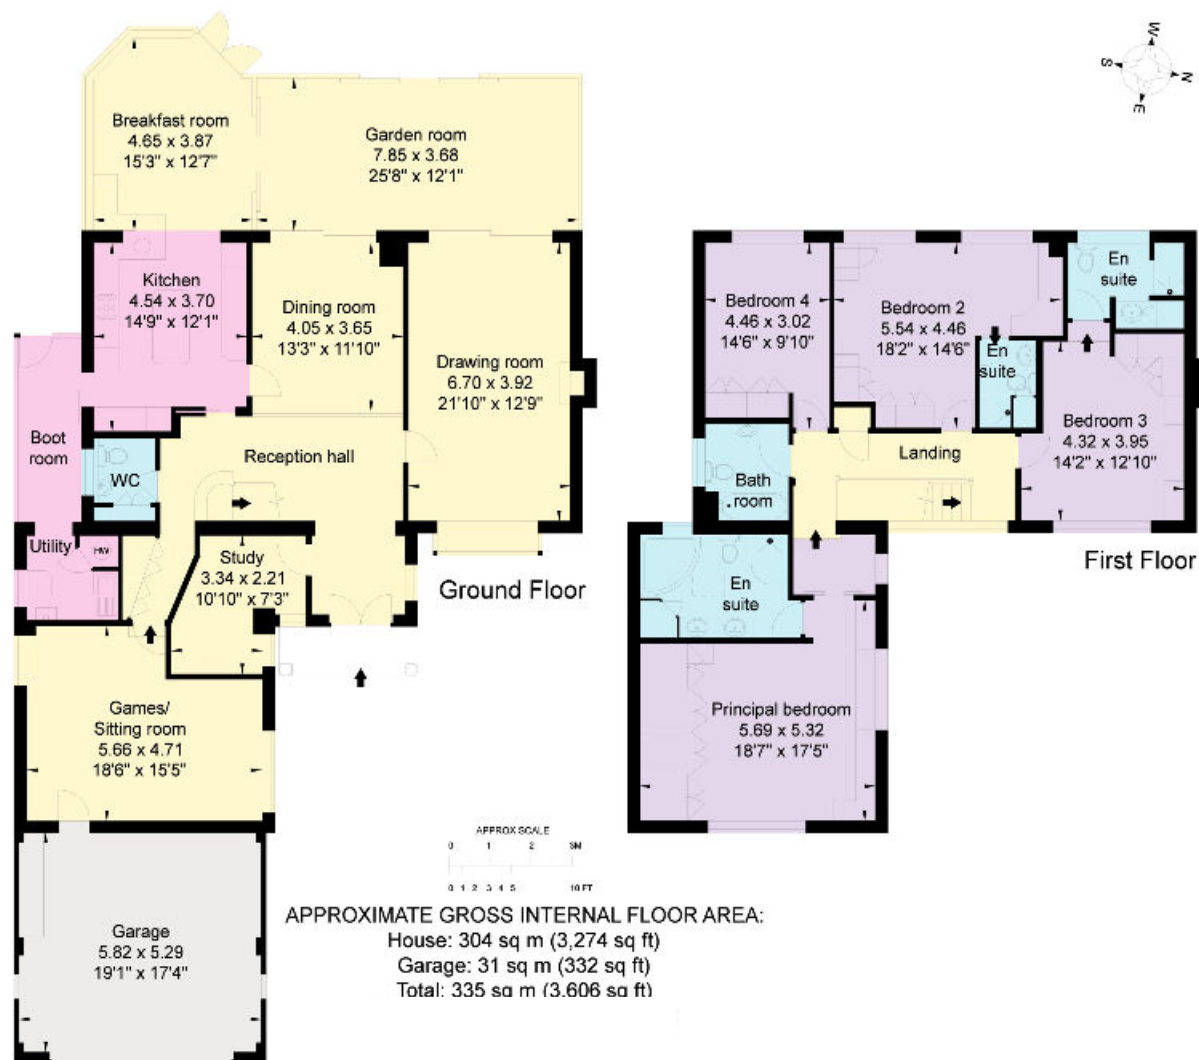 W
S
N
E
Breakfast room
4.65 x 3.87
15'3" x 12'7"
Garden room
7.85 x 3.68
25'8" x 12'1"
Kitchen
4.54 x 3.70
14'9" x 12'1"
Dining room
4.05 x 3.65
13'3" x 11'10"
Drawing room
6.70 x 3.92
21'10" x 12'9"
Boot
room
WC
Reception hall
Utility
HW
Study
3.34 x 2.21
10'10" x 7'3"
Ground Floor
Games/
Sitting room
5.66 x 4.71
18'6" x 15'5"
Garage
5.82 x 5.29
19'1" x 17'4"
Bedroom 4
4.46 x 3.02
14'6" x 9'10"
Bedroom 2
5.54 x 4.46
18'2" x 14'6"
En
suite
En
suite
Bedroom 3
4.32 x 3.95
14'2" x 12'10"
Landing
Bath
room
En
suite
First Floor
Principal bedroom
5.69 x 5.32
18'7" x 17'5"
APPROX SCALE
0 1 2 3M
0 1 2 3 4 5 10 FT
APPROXIMATE GROSS INTERNAL FLOOR AREA:
House: 304 sq m (3,274 sq ft)
Garage: 31 sq m (332 sq ft)
Total: 335 sq m (3,606 sq ft)